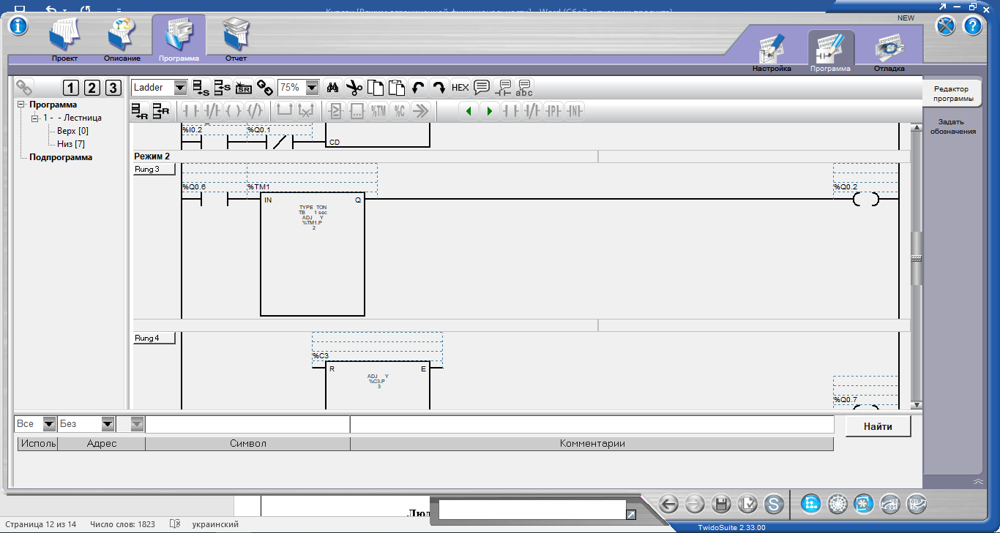 NEW
Проект
Описание
Программа
Отчет
Настройка
Программа
Отладка
1 2 3
Ladder
75%
HEX
abc
Редактор программы
Задать обозначения
Программа
1 - - Лестница
Верх [0]
Низ [7]
Подпрограмма
%TM
%C
%I0.2
%Q0.1
CD
Режим 2
Rung 3
%Q0.6
%TM1
%Q0.2
IN
Q
TYPE TON
TB 1 sec
ADJ Y
%TM1.P
2
Rung 4
%C3
R
E
ADJ Y
%C3.P
3
%Q0.7
Все
Без
Найти
Исполь
Адрес
Символ
Комментарии
Страница 12 из 14
Число слов: 1823
украинский
TwidoSuite 2.33.00